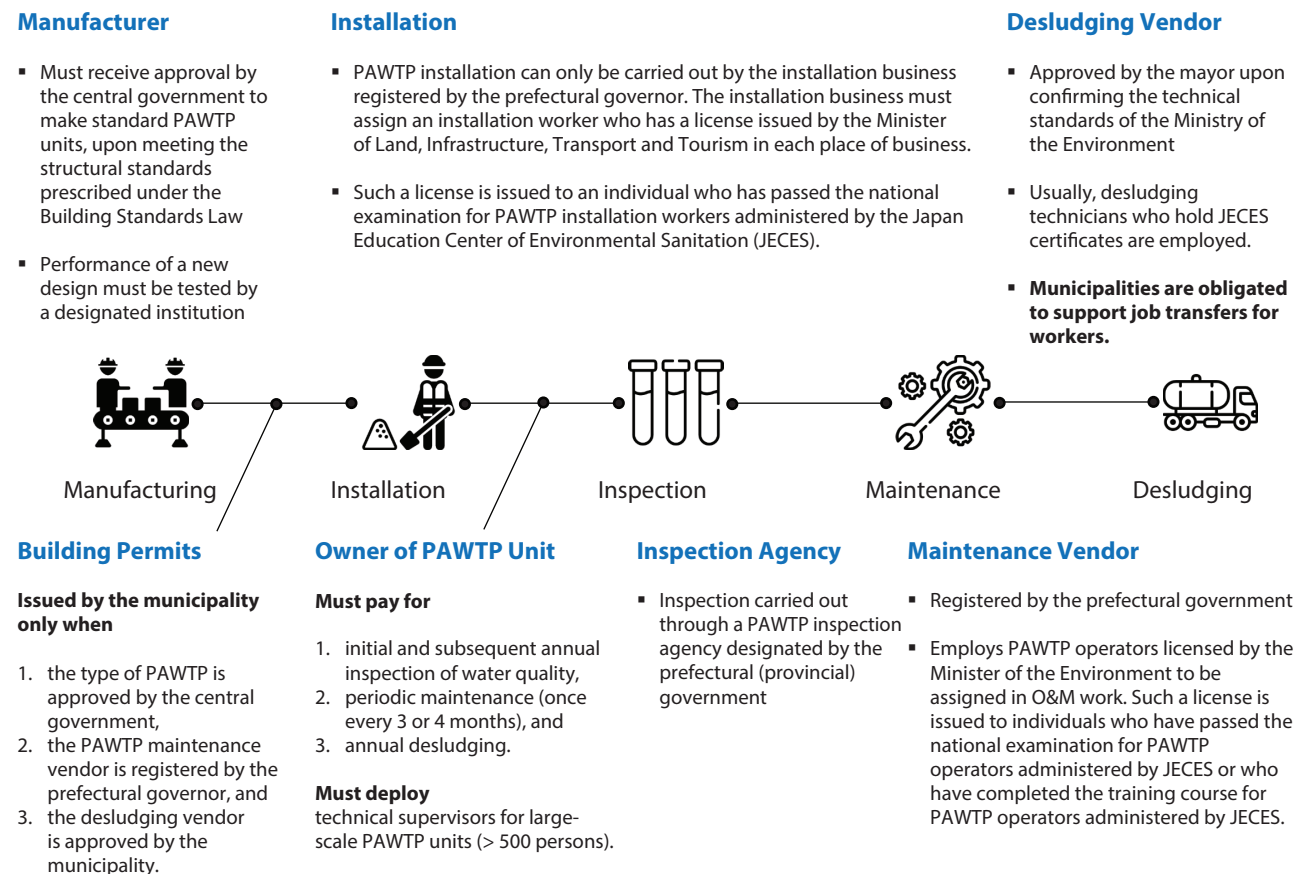 Manufacturer
▪ Must receive approval by
the central government to
make standard PAWTP
units, upon meeting the
structural standards
prescribed under the
Building Standards Law
▪ Performance of a new
design must be tested by
a designated institution
Installation
▪ PAWTP installation can only be carried out by the installation business
registered by the prefectural governor. The installation business must
assign an installation worker who has a license issued by the Minister
of Land, Infrastructure, Transport and Tourism in each place of business.
▪ Such a license is issued to an individual who has passed the national
examination for PAWTP installation workers administered by the Japan
Education Center of Environmental Sanitation (JECES).
Desludging Vendor
▪ Approved by the mayor upon
confirming the technical
standards of the Ministry of
the Environment
▪ Usually, desludging
technicians who hold JECES
certificates are employed.
▪ Municipalities are obligated
to support job transfers for
workers.
Manufacturing
Installation
Inspection
Maintenance
Desludging
Building Permits
Issued by the municipality
only when
1. the type of PAWTP is
approved by the central
government,
2. the PAWTP maintenance
vendor is registered by the
prefectural governor, and
3. the desludging vendor
is approved by the
municipality.
Owner of PAWTP Unit
Must pay for
1. initial and subsequent annual
inspection of water quality,
2. periodic maintenance (once
every 3 or 4 months), and
3. annual desludging.
Must deploy
technical supervisors for large-
scale PAWTP units (> 500 persons).
Inspection Agency
▪ Inspection carried out
through a PAWTP inspection
agency designated by the
prefectural (provincial)
government
Maintenance Vendor
▪ Registered by the prefectural government
▪ Employs PAWTP operators licensed by the
Minister of the Environment to be
assigned in O&M work. Such a license is
issued to individuals who have passed the
national examination for PAWTP
operators administered by JECES or who
have completed the training course for
PAWTP operators administered by JECES.